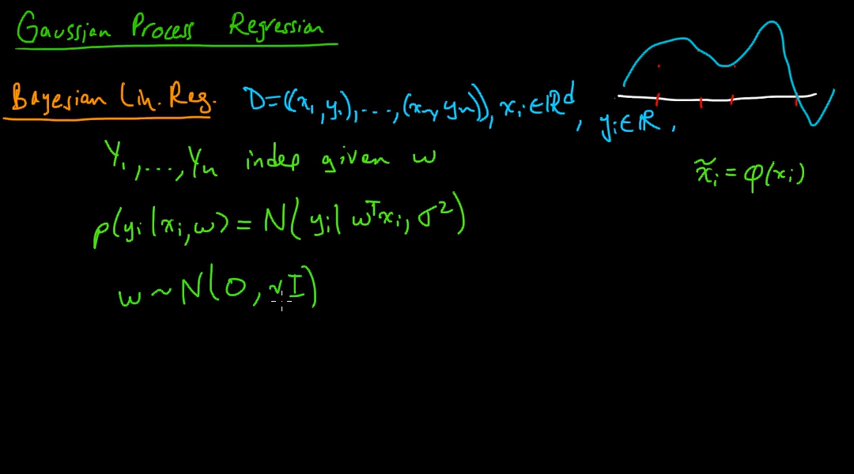 Gaussian Process Regression
Bayesian Lin. Reg. D=((x₁,y₁),...,(xₙ,yₙ)), xᵢ∈ℝᵈ, yᵢ∈ℝ,
Y₁,...,Yₙ indep given w
x̃ᵢ = φ(xᵢ)
p(yᵢ|xᵢ,w) = N(yᵢ|wᵀxᵢ, σ²)
w ~ N(0, γI)